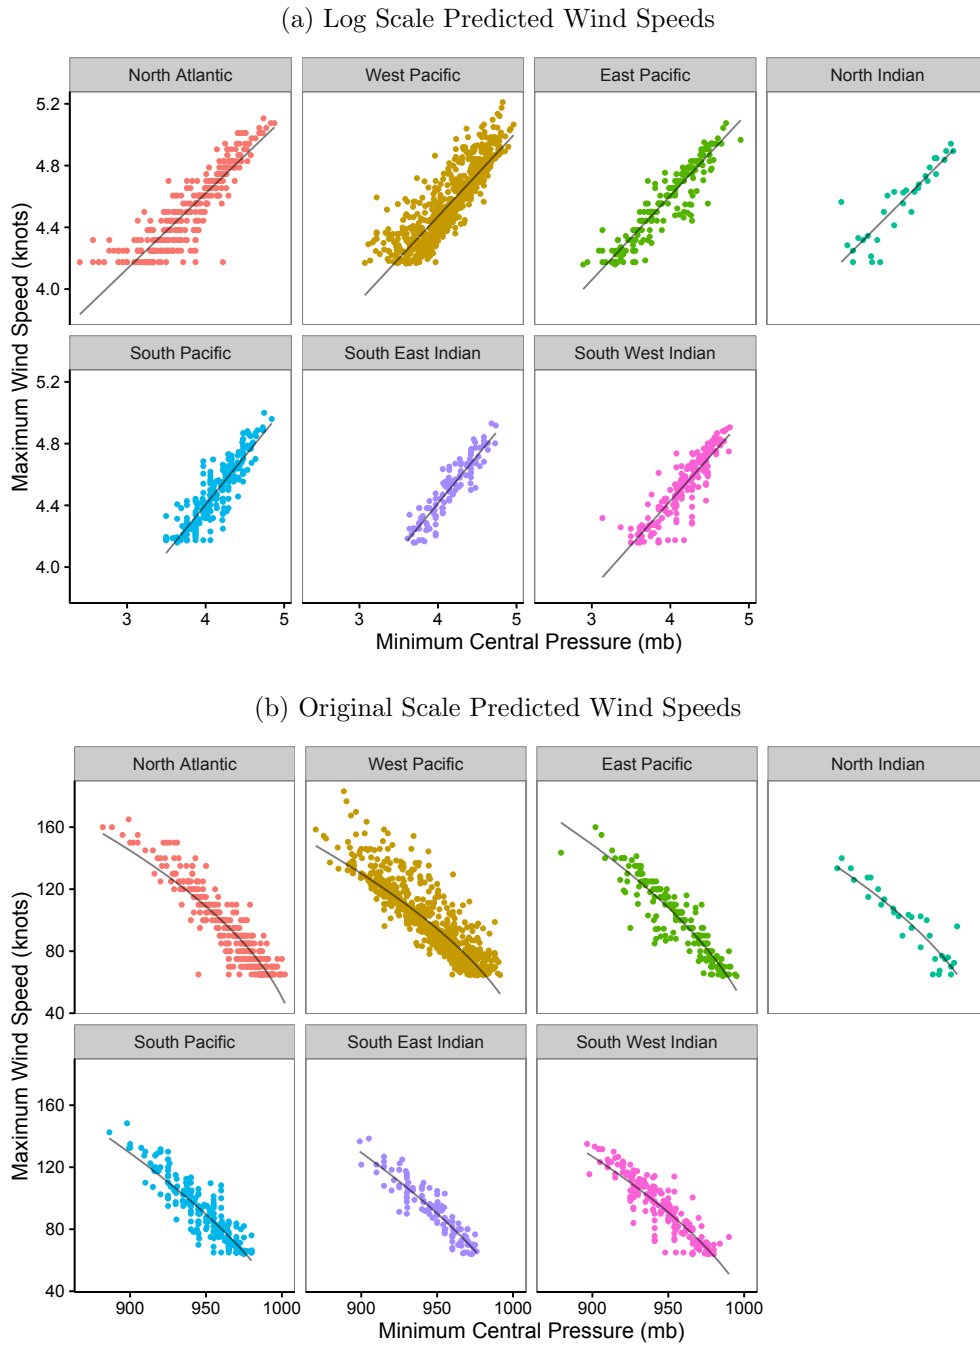 (a) Log Scale Predicted Wind Speeds
North Atlantic West Pacific East Pacific North Indian
5.2
4.8
4.4
4.0
South Pacific South East Indian South West Indian
5.2
4.8
4.4
4.0
Maximum Wind Speed (knots)
3 4 5 3 4 5 3 4 5
Minimum Central Pressure (mb)
(b) Original Scale Predicted Wind Speeds
North Atlantic West Pacific East Pacific North Indian
160
120
80
40
South Pacific South East Indian South West Indian
160
120
80
40
Maximum Wind Speed (knots)
900 950 1000 900 950 1000 900 950 1000
Minimum Central Pressure (mb)